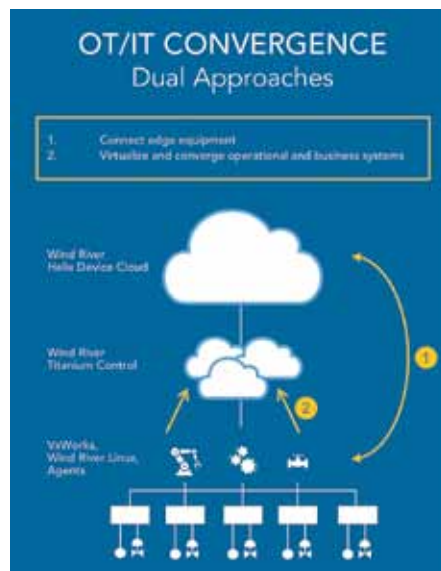 OT/IT CONVERGENCE
Dual Approaches
1. Connect edge equipment
2. Virtualize and converge operational and business systems
Wind River
Helix Device Cloud
Wind River
Titanium Control
1
2
VxWorks,
Wind River Linux,
Agents